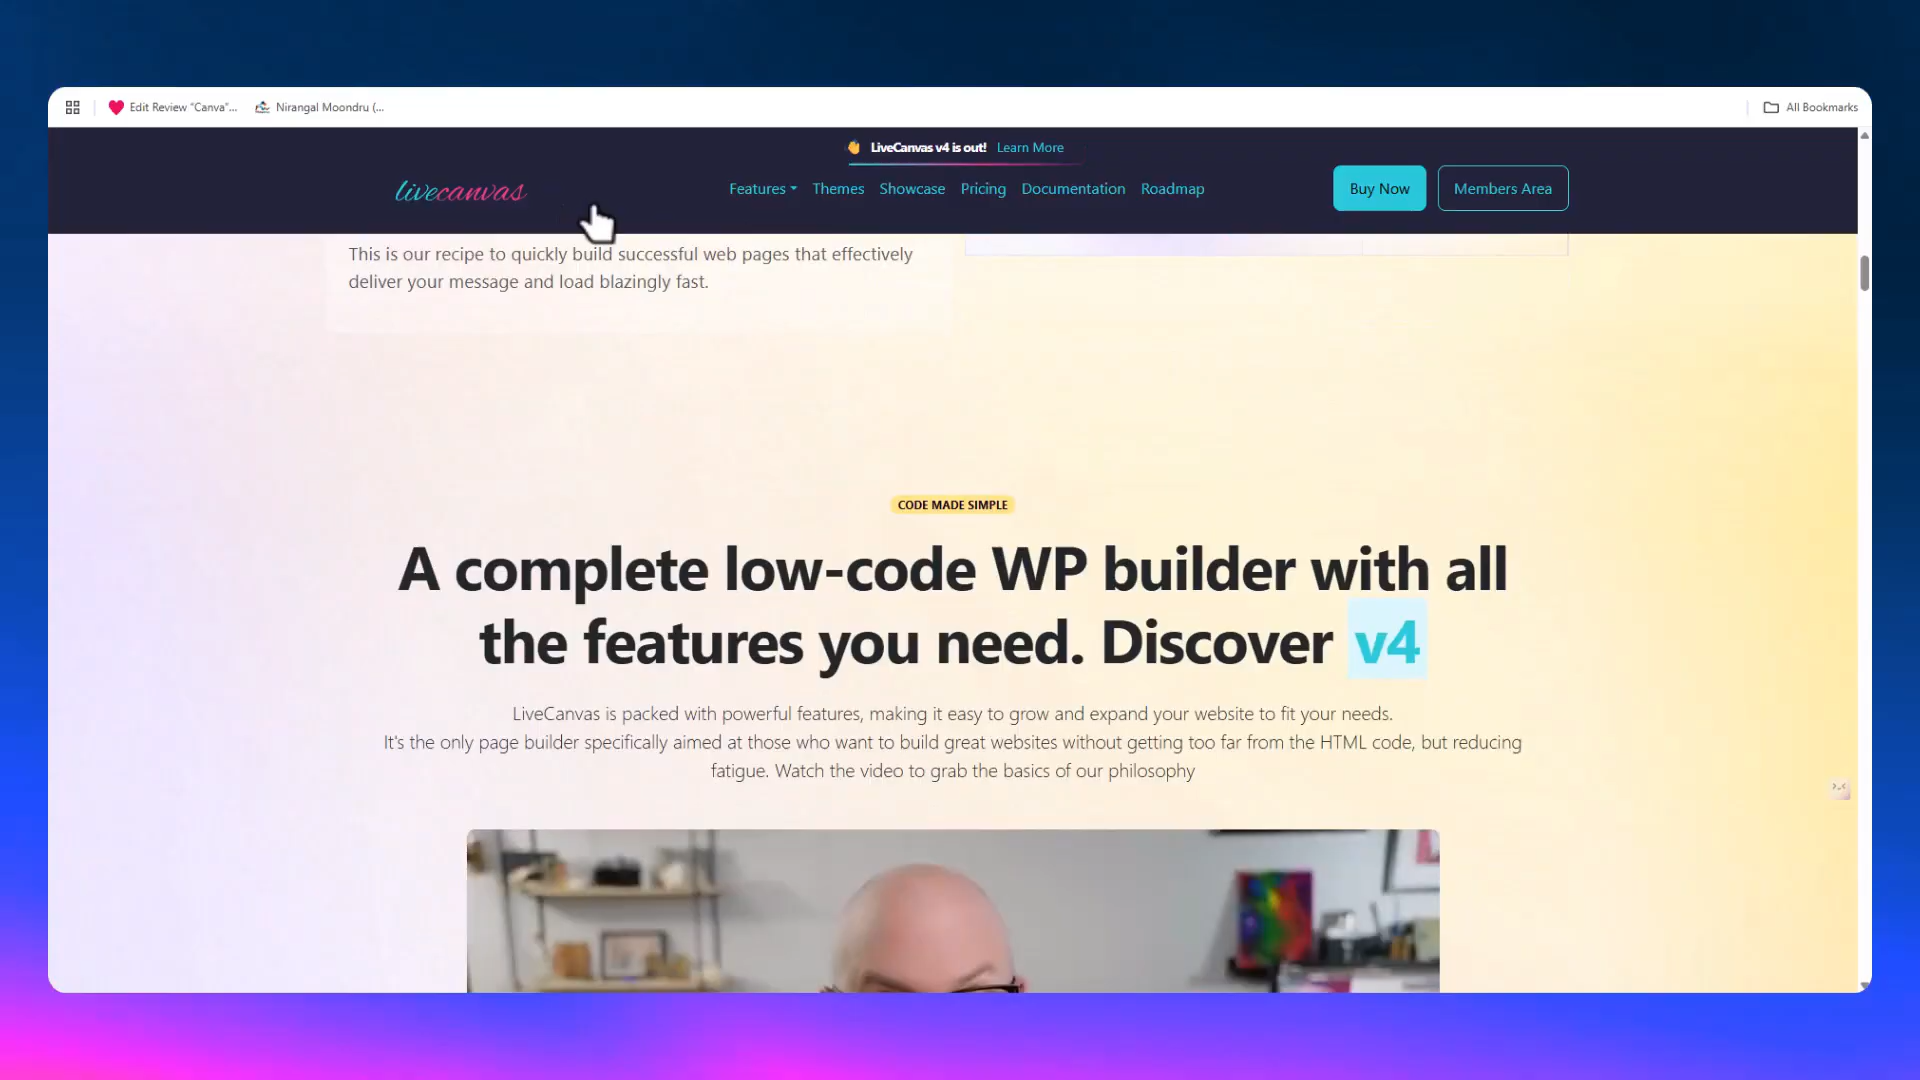 Edit Review "Canva"...
Nirangal Moondru (...
All Bookmarks
LiveCanvas v4 is out! Learn More
livecanvas
Features
Themes
Showcase
Pricing
Documentation
Roadmap
Buy Now
Members Area
This is our recipe to quickly build successful web pages that effectively
deliver your message and load blazingly fast.
CODE MADE SIMPLE
A complete low-code WP builder with all
the features you need. Discover v4
LiveCanvas is packed with powerful features, making it easy to grow and expand your website to fit your needs.
It's the only page builder specifically aimed at those who want to build great websites without getting too far from the HTML code, but reducing
fatigue. Watch the video to grab the basics of our philosophy